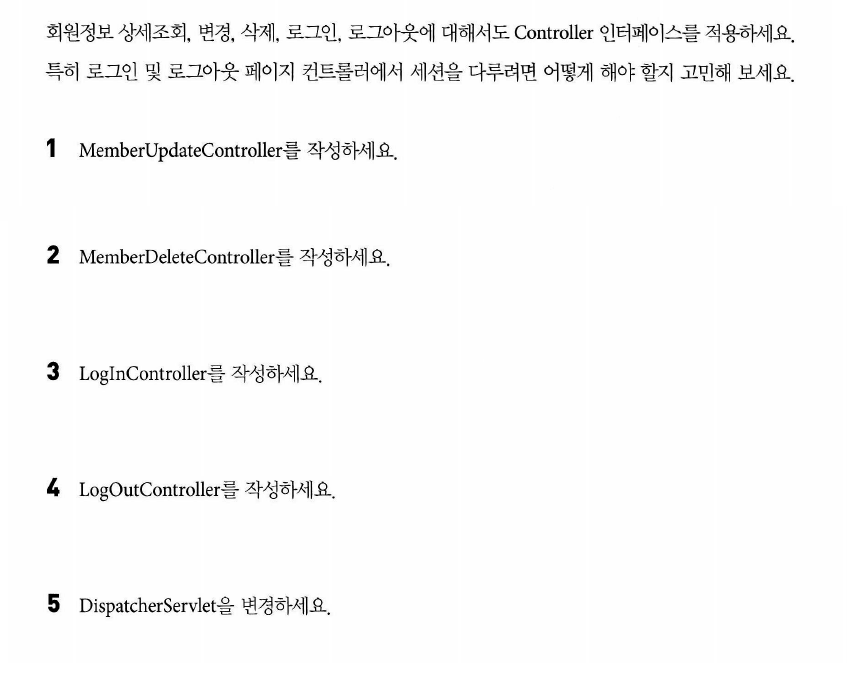 회원정보 상세조회, 변경, 삭제, 로그인, 로그아웃에 대해서도 Controller 인터페이스를 적용하세요.
특히 로그인 및 로그아웃 페이지 컨트롤러에서 세션을 다루려면 어떻게 해야 할지 고민해 보세요.
1 MemberUpdateController를 작성하세요.
2 MemberDeleteController를 작성하세요.
3 LogInController를 작성하세요.
4 LogOutController를 작성하세요.
5 DispatcherServlet을 변경하세요.